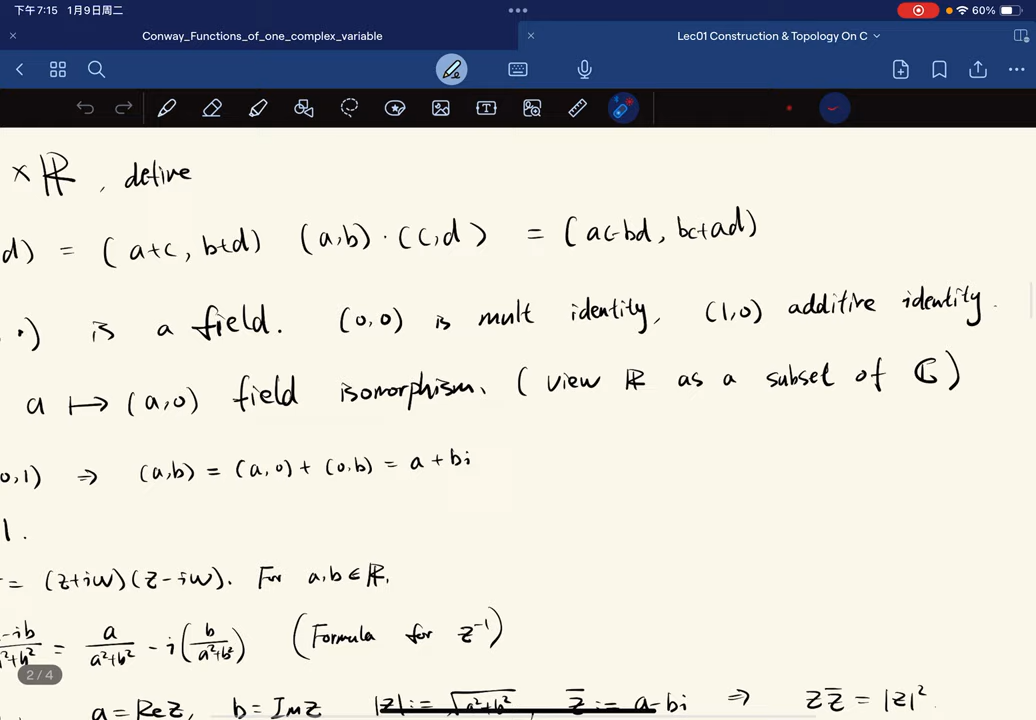 下午7:15 1月9日周二
60%
Conway_Functions_of_one_complex_variable
Lec01 Construction & Topology On C
× ℝ, define
d) = (a+c, b+d) (a,b)·(c,d) = (ac-bd, bc+ad)
·) is a field. (0,0) is mult identity, (1,0) additive identity.
a ↦ (a,0) field isomorphism. (view ℝ as a subset of ℂ)
0,1) ⇒ (a,b) = (a,0) + (0,b) = a + bi
1.
= (z+iw)(z-iw). For a,b ∈ ℝ,
-ib/a²+b² = a/a²+b² - i(b/a²+b²) (Formula for z⁻¹)
2 / 4
a = Re z, b = Im z |z| := √a²+b², z̄ := a-bi ⇒ zz̄ = |z|².